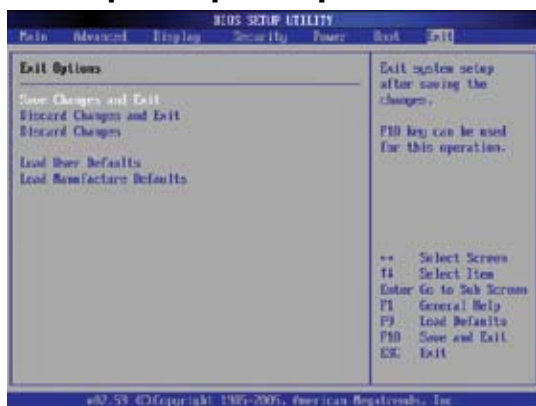 BIOS SETUP UTILITY
Main Advanced Display Security Power Boot Exit
Exit Options
Save Changes and Exit
Discard Changes and Exit
Discard Changes
Load User Defaults
Load Manufacture Defaults
Exit system setup
after saving the
changes.
F10 key can be used
for this operation.
↔ Select Screen
↑↓ Select Item
Enter Go to Sub Screen
F1 General Help
F9 Load Defaults
F10 Save and Exit
ESC Exit
v02.59 (C)Copyright 1985-2005, American Megatrends, Inc